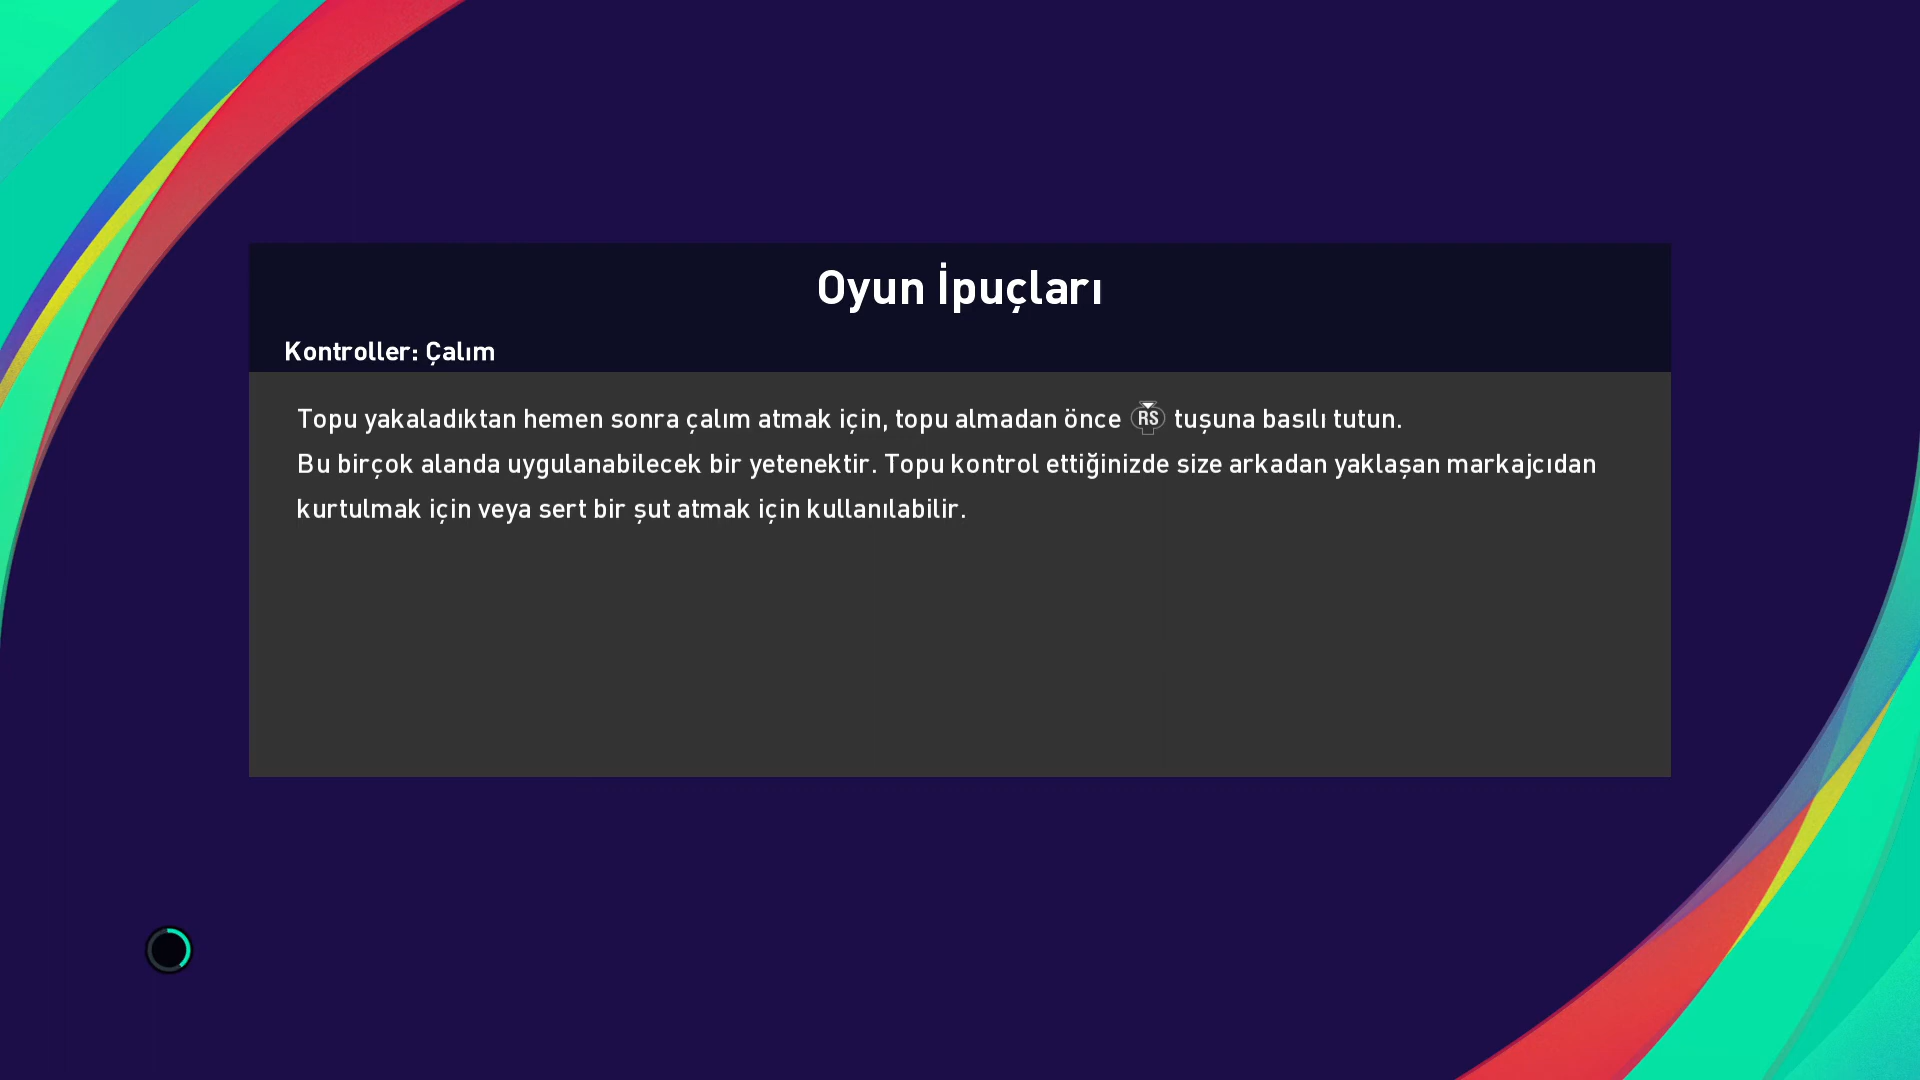 Oyun İpuçları
Kontroller: Çalım
Topu yakaladıktan hemen sonra çalım atmak için, topu almadan önce RS tuşuna basılı tutun.
Bu birçok alanda uygulanabilecek bir yetenektir. Topu kontrol ettiğinizde size arkadan yaklaşan markajcıdan
kurtulmak için veya sert bir şut atmak için kullanılabilir.